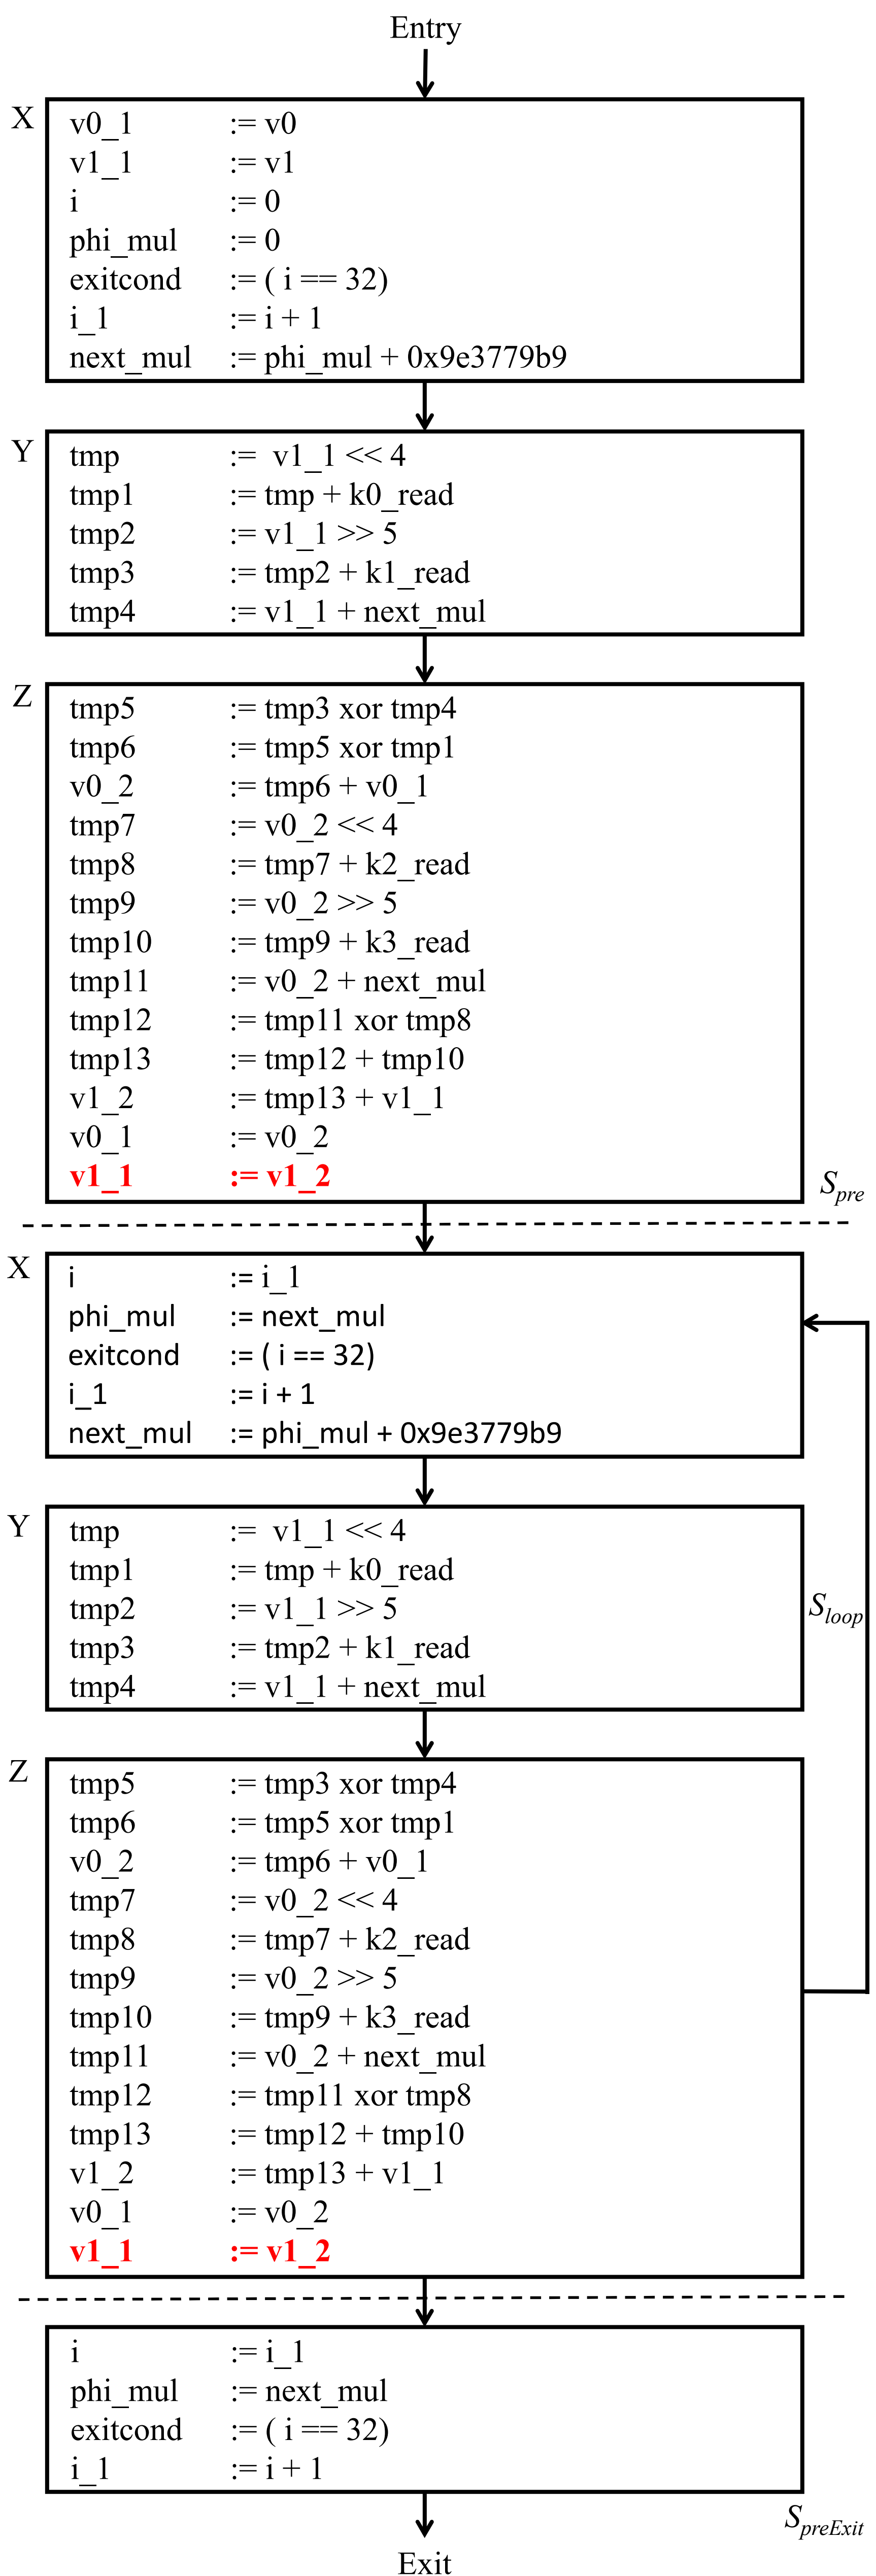 Entry
X
v0_1 := v0
v1_1 := v1
i := 0
phi_mul := 0
exitcond := ( i == 32)
i_1 := i + 1
next_mul := phi_mul + 0x9e3779b9
Y
tmp := v1_1 << 4
tmp1 := tmp + k0_read
tmp2 := v1_1 >> 5
tmp3 := tmp2 + k1_read
tmp4 := v1_1 + next_mul
Z
tmp5 := tmp3 xor tmp4
tmp6 := tmp5 xor tmp1
v0_2 := tmp6 + v0_1
tmp7 := v0_2 << 4
tmp8 := tmp7 + k2_read
tmp9 := v0_2 >> 5
tmp10 := tmp9 + k3_read
tmp11 := v0_2 + next_mul
tmp12 := tmp11 xor tmp8
tmp13 := tmp12 + tmp10
v1_2 := tmp13 + v1_1
v0_1 := v0_2
v1_1 := v1_2
Spre
X
i := i_1
phi_mul := next_mul
exitcond := ( i == 32)
i_1 := i + 1
next_mul := phi_mul + 0x9e3779b9
Y
tmp := v1_1 << 4
tmp1 := tmp + k0_read
tmp2 := v1_1 >> 5
tmp3 := tmp2 + k1_read
tmp4 := v1_1 + next_mul
Sloop
Z
tmp5 := tmp3 xor tmp4
tmp6 := tmp5 xor tmp1
v0_2 := tmp6 + v0_1
tmp7 := v0_2 << 4
tmp8 := tmp7 + k2_read
tmp9 := v0_2 >> 5
tmp10 := tmp9 + k3_read
tmp11 := v0_2 + next_mul
tmp12 := tmp11 xor tmp8
tmp13 := tmp12 + tmp10
v1_2 := tmp13 + v1_1
v0_1 := v0_2
v1_1 := v1_2
i := i_1
phi_mul := next_mul
exitcond := ( i == 32)
i_1 := i + 1
SpreExit
Exit